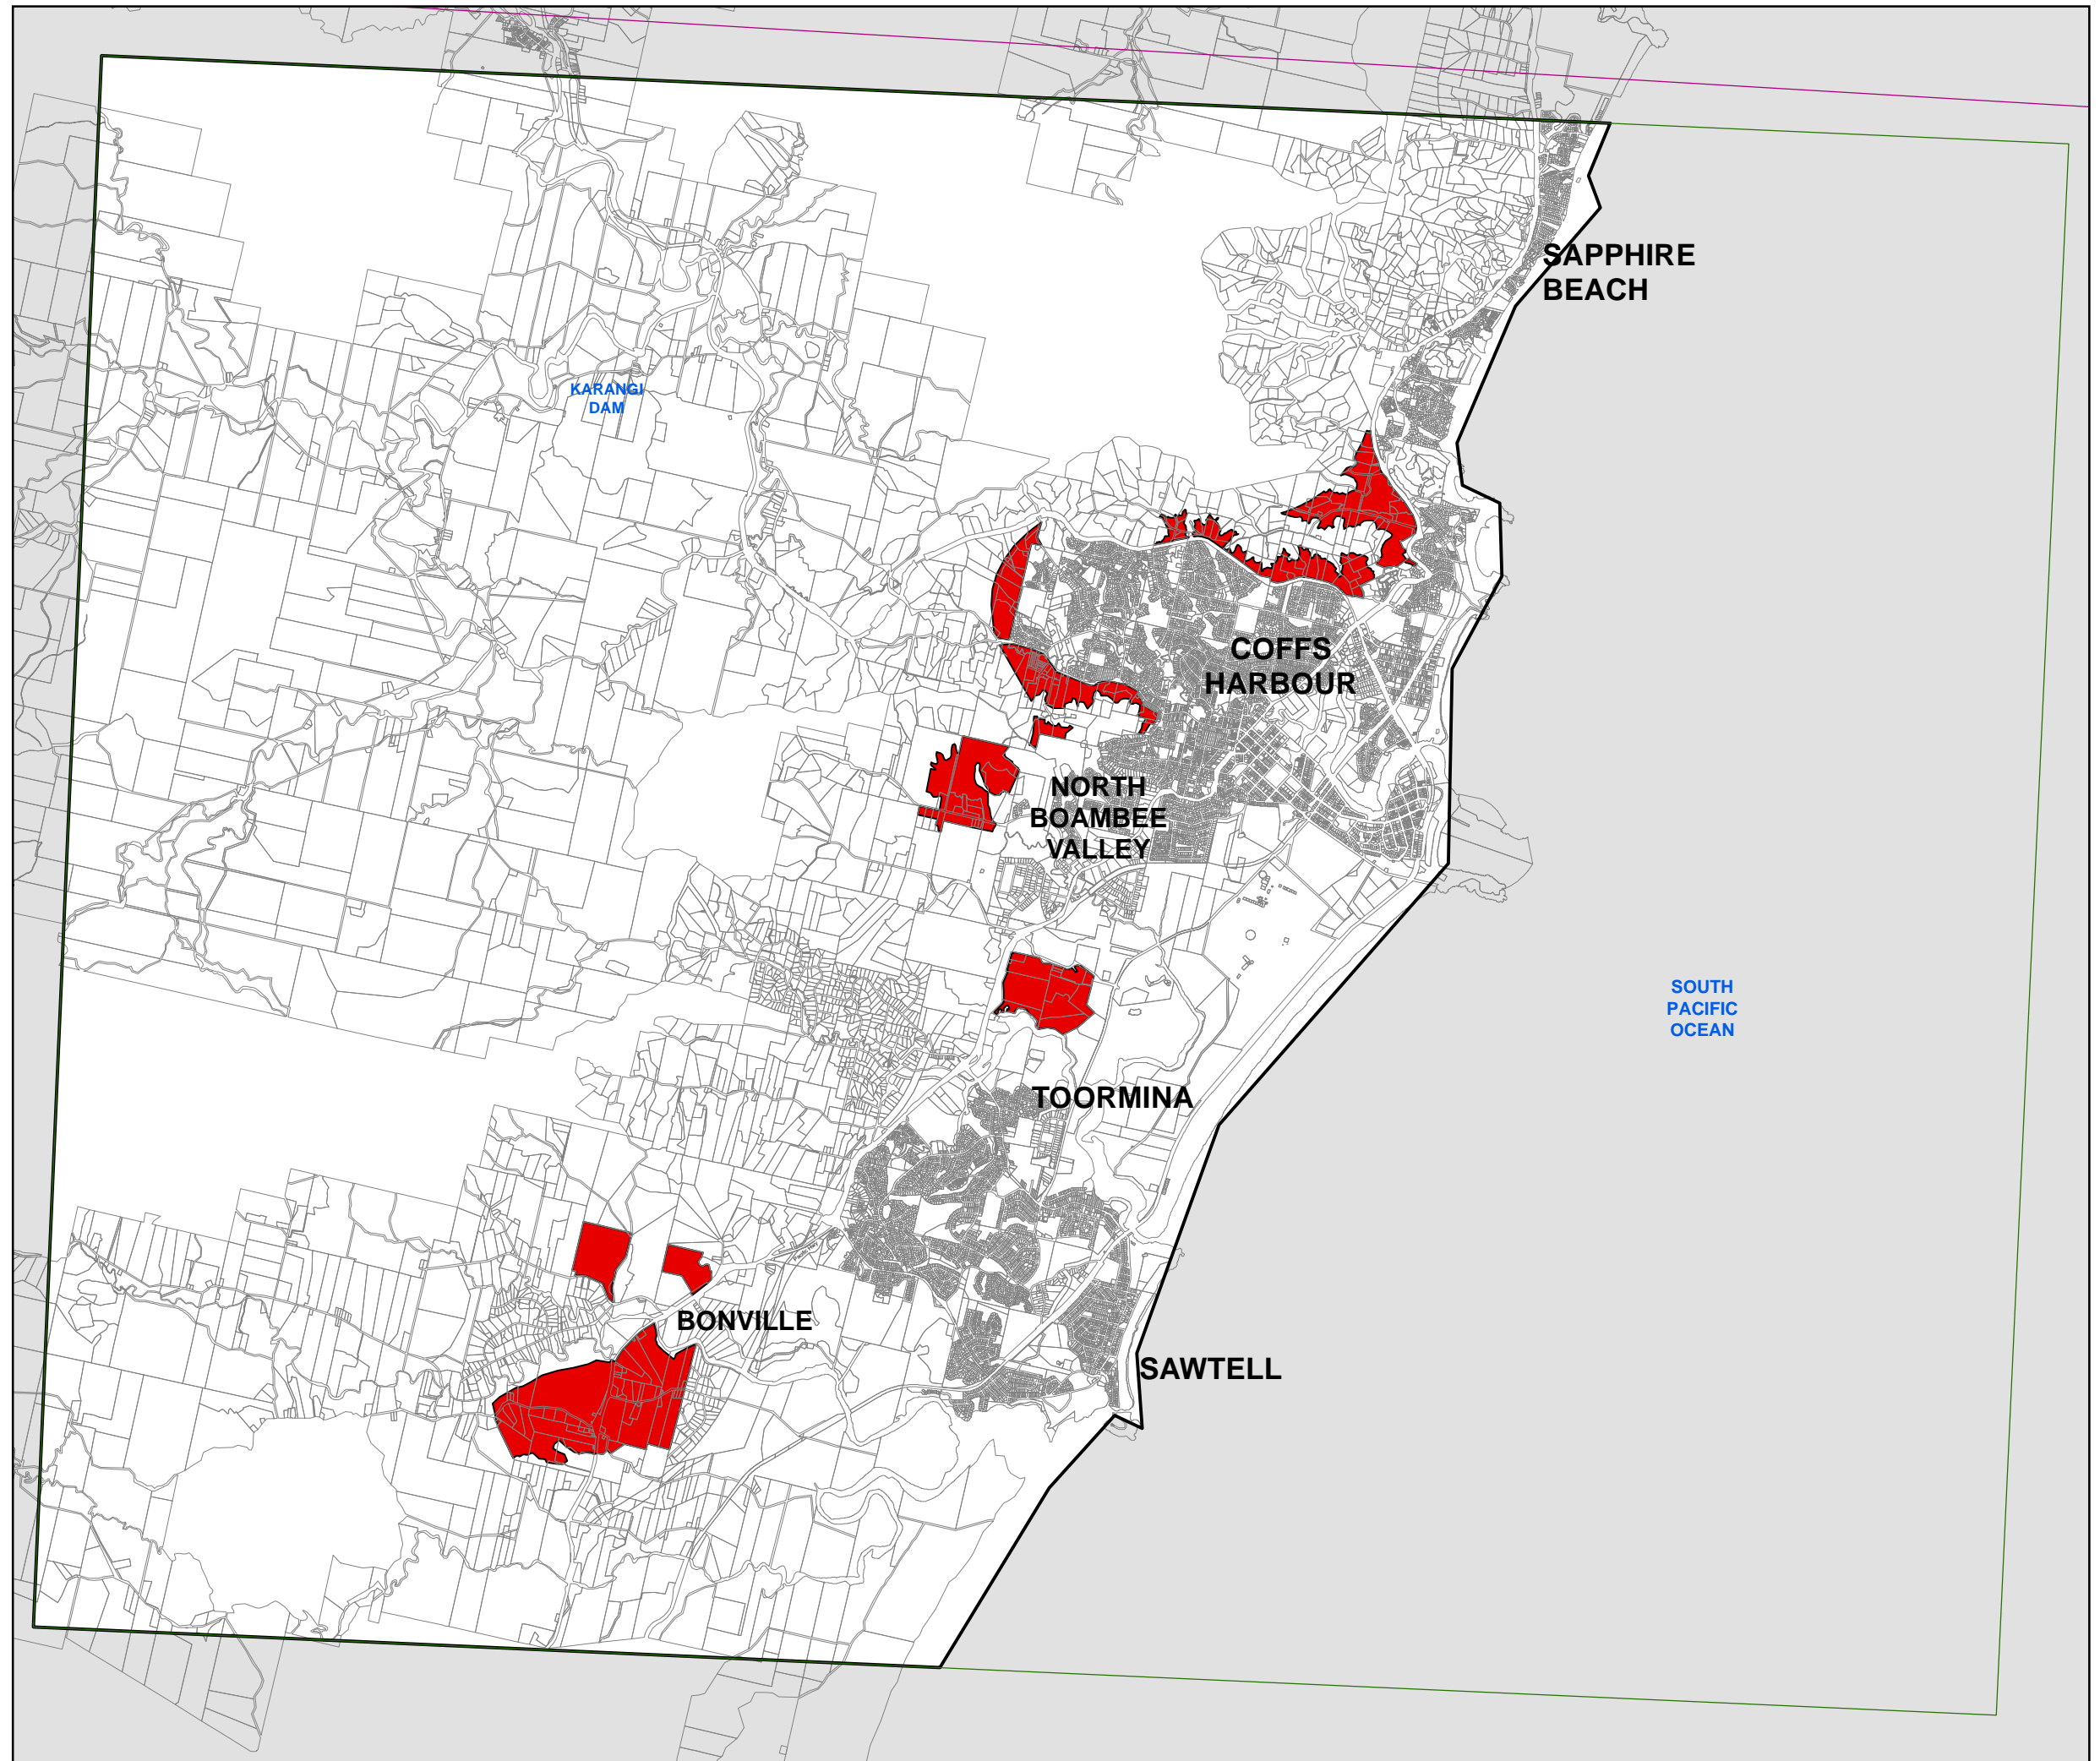 SAPPHIRE
BEACH
KARANGI
DAM
COFFS
HARBOUR
NORTH
BOAMBEE
VALLEY
SOUTH
PACIFIC
OCEAN
TOORMINA
BONVILLE
SAWTELL